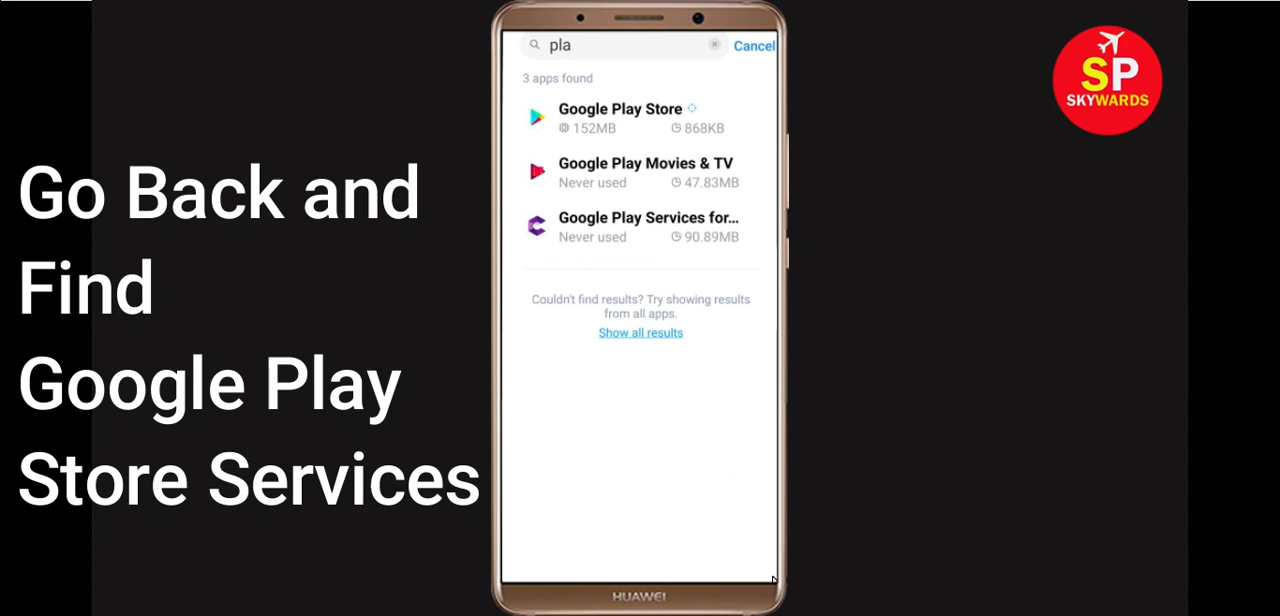 Go Back and
Find
Google Play
Store Services
pla
Cancel
3 apps found
Google Play Store
152MB 868KB
Google Play Movies & TV
Never used 47.83MB
Google Play Services for...
Never used 90.89MB
Couldn't find results? Try showing results
from all apps.
Show all results
HUAWEI
SP
SKYWARDS